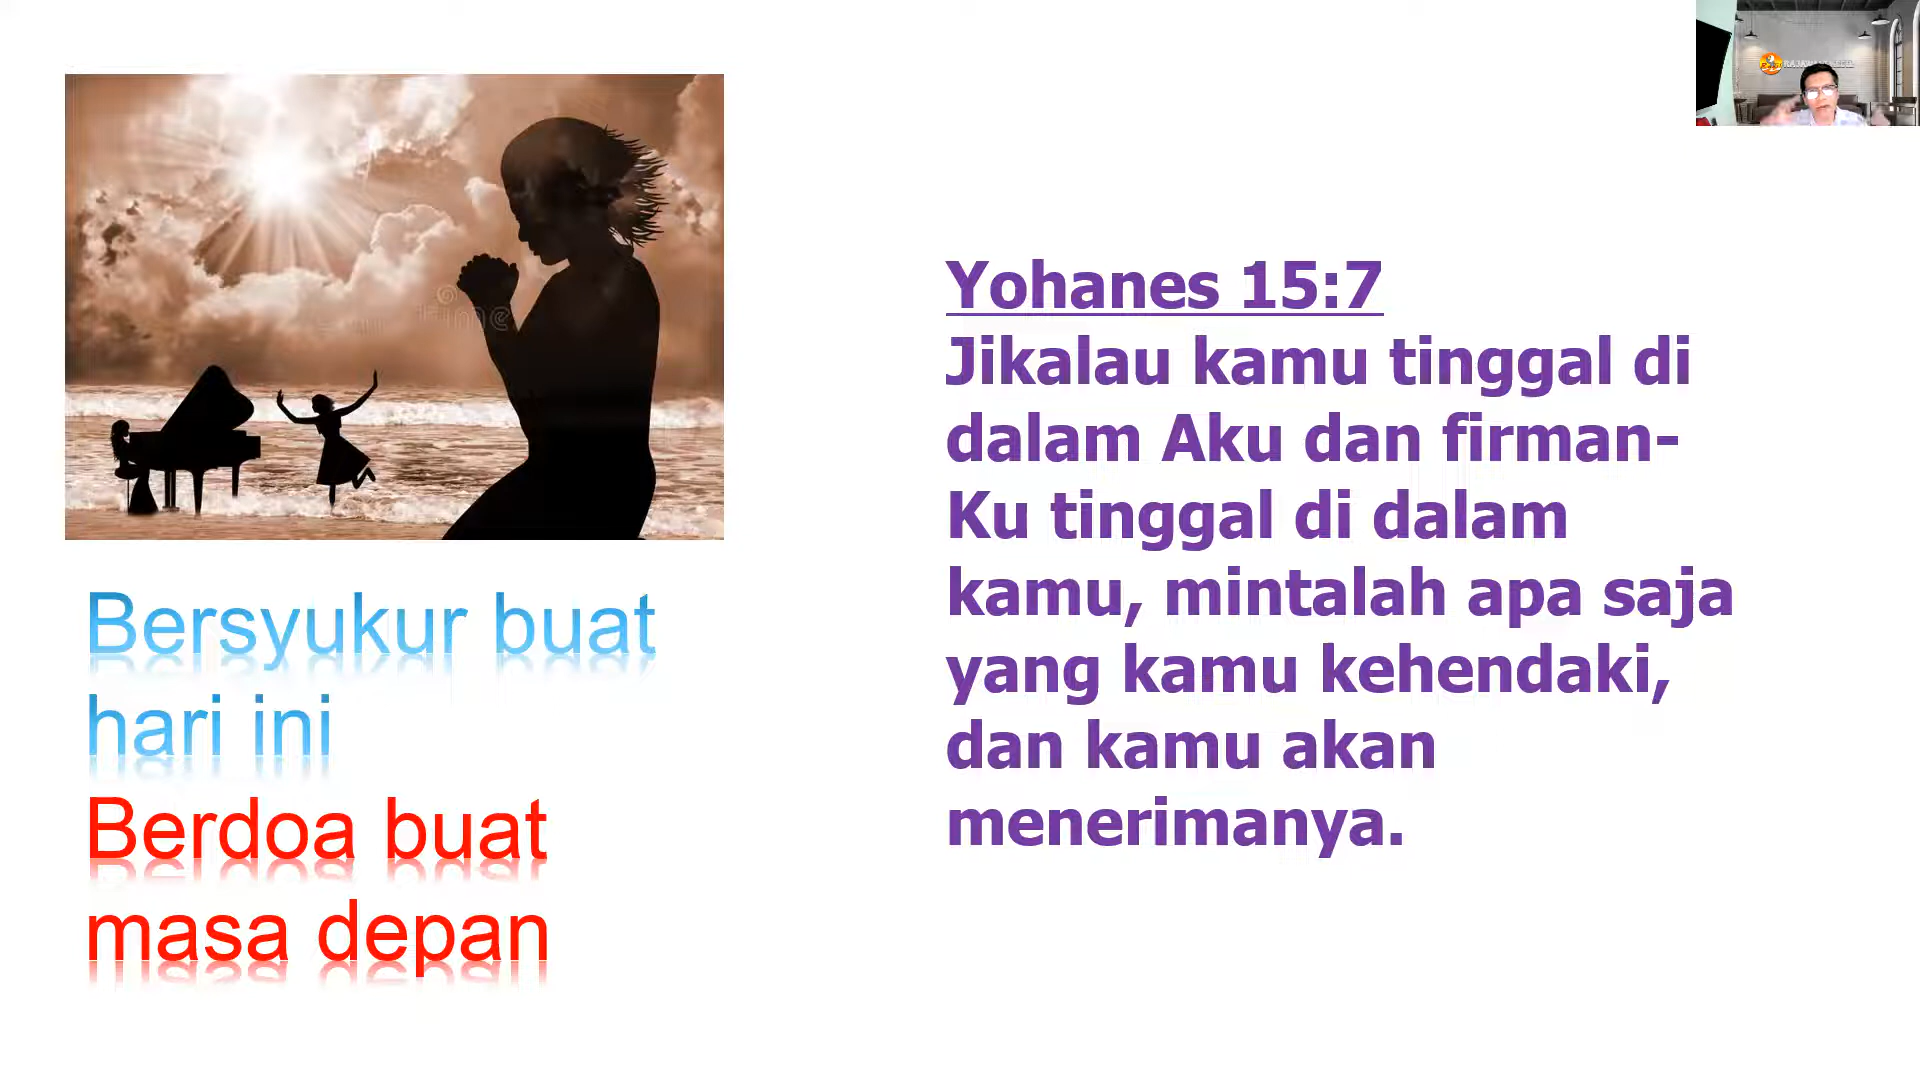 Bersyukur buat
hari ini
Berdoa buat
masa depan
Yohanes 15:7
Jikalau kamu tinggal di
dalam Aku dan firman-
Ku tinggal di dalam
kamu, mintalah apa saja
yang kamu kehendaki,
dan kamu akan
menerimanya.